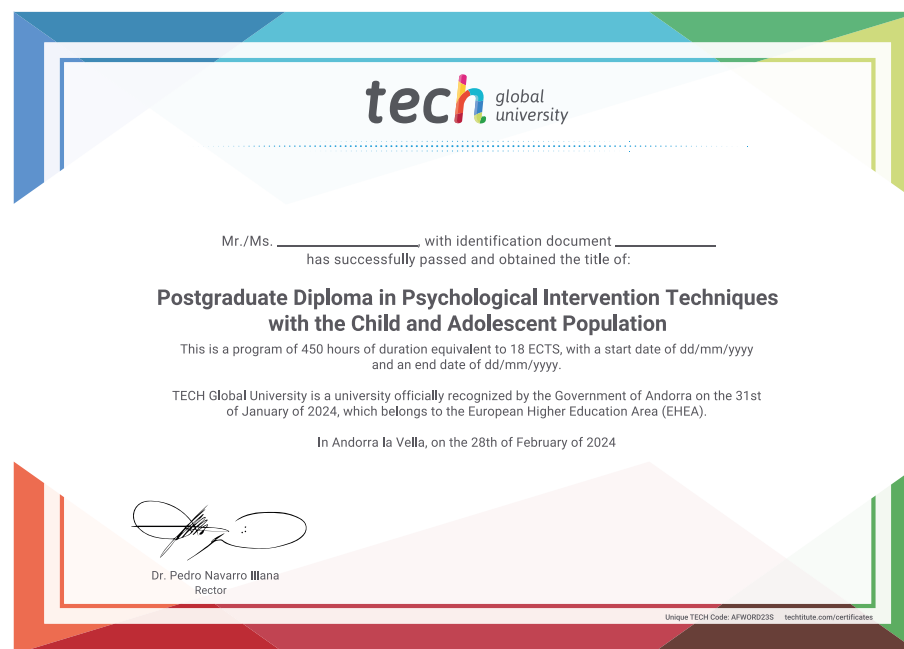 tech global
university
Mr./Ms. ____________________, with identification document ______________
has successfully passed and obtained the title of:
Postgraduate Diploma in Psychological Intervention Techniques
with the Child and Adolescent Population
This is a program of 450 hours of duration equivalent to 18 ECTS, with a start date of dd/mm/yyyy
and an end date of dd/mm/yyyy.
TECH Global University is a university officially recognized by the Government of Andorra on the 31st
of January of 2024, which belongs to the European Higher Education Area (EHEA).
In Andorra la Vella, on the 28th of February of 2024
Dr. Pedro Navarro Illana
Rector
Unique TECH Code: AFWORD23S techtitute.com/certificates